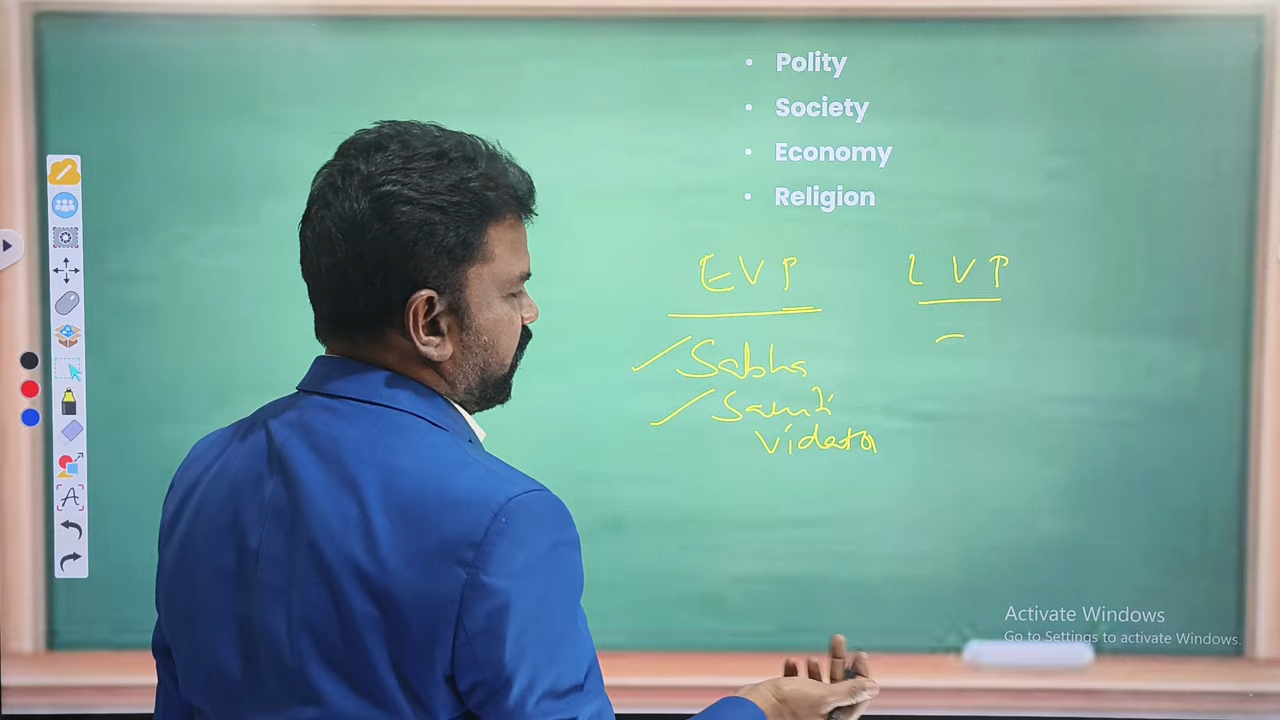 • Polity
• Society
• Economy
• Religion
EVP LVP
Sabha
Samiti
Vidata
Activate Windows
Go to Settings to activate Windows.